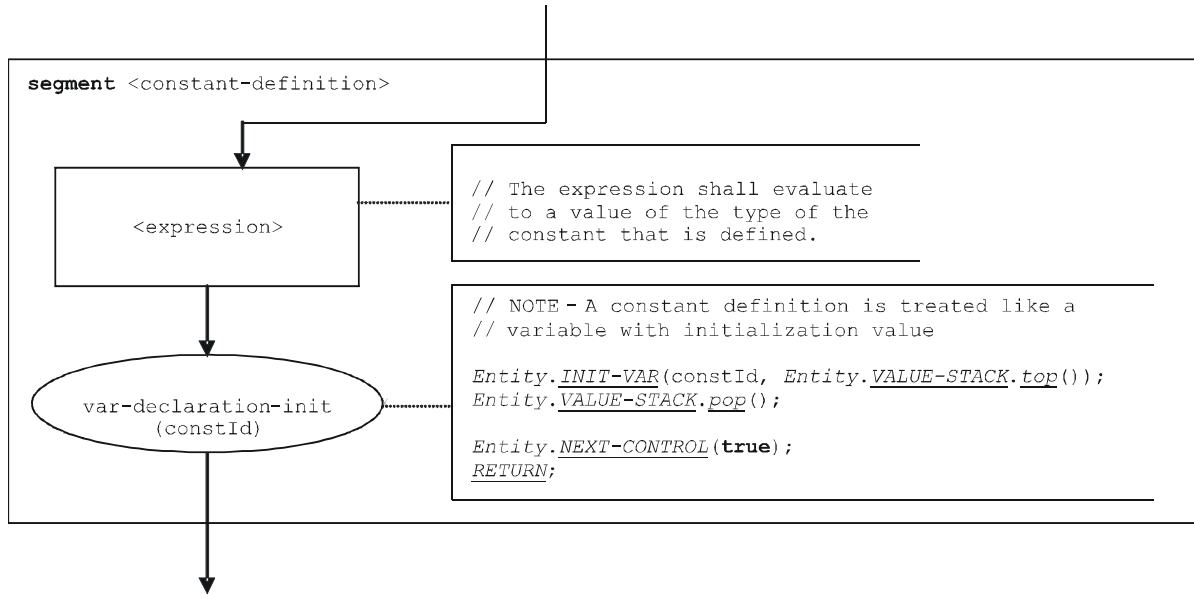 segment <constant-definition>
<expression>
// The expression shall evaluate
// to a value of the type of the
// constant that is defined.
var-declaration-init
(constId)
// NOTE – A constant definition is treated like a
// variable with initialization value
Entity.INIT-VAR(constId, Entity.VALUE-STACK.top());
Entity.VALUE-STACK.pop();
Entity.NEXT-CONTROL(true);
RETURN;